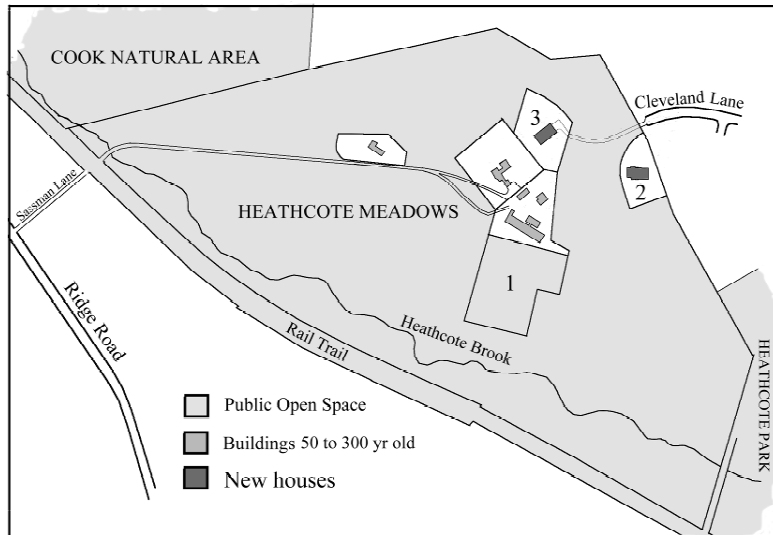 COOK NATURAL AREA
Cleveland Lane
3
2
Sassman Lane
HEATHCOTE MEADOWS
1
Ridge Road
Rail Trail
Heathcote Brook
HEATHCOTE PARK
Public Open Space
Buildings 50 to 300 yr old
New houses